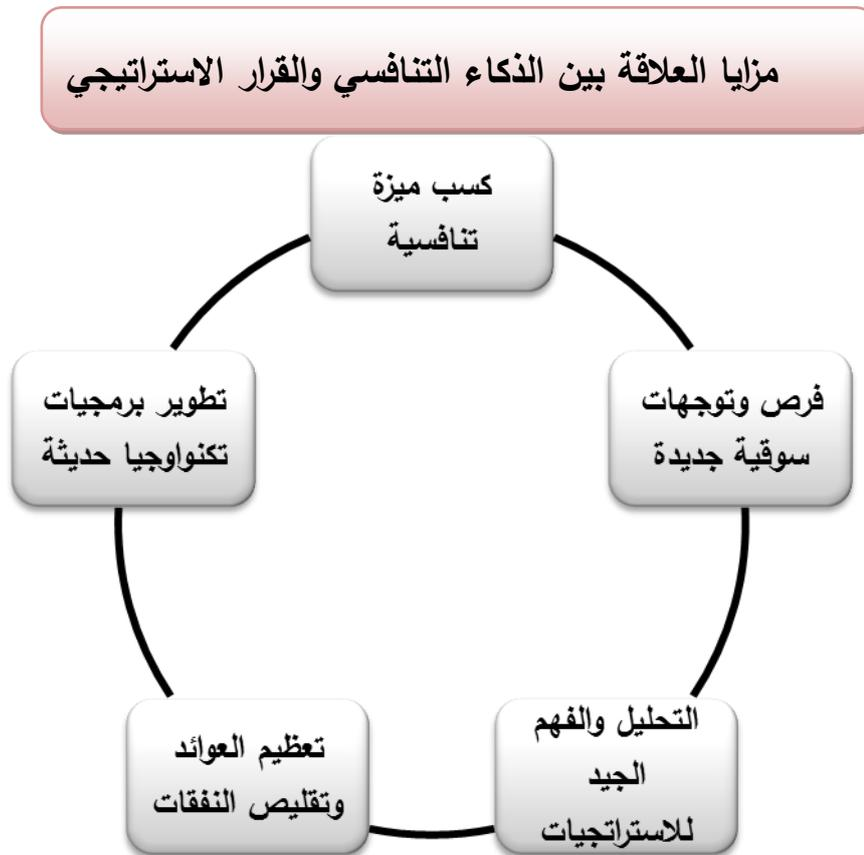 مزايا العلاقة بين الذكاء التنافسي والقرار الاستراتيجي
كسب ميزة
تنافسية
فرص وتوجهات
سوقية جديدة
التحليل والفهم
الجيد
للاستراتجيات
تعظيم العوائد
وتقليص النفقات
تطوير برمجيات
تكنواوجيا حديثة